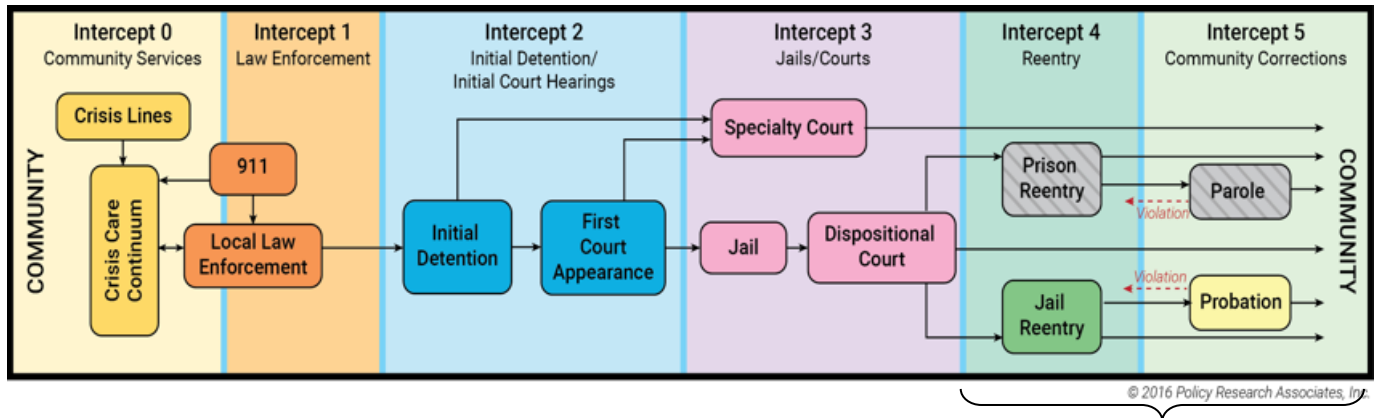 Intercept 0
Community Services
Intercept 1
Law Enforcement
Intercept 2
Initial Detention/
Initial Court Hearings
Intercept 3
Jails/Courts
Intercept 4
Reentry
Intercept 5
Community Corrections
COMMUNITY
Crisis Lines
Crisis Care
Continuum
911
Local Law
Enforcement
Initial
Detention
First
Court
Appearance
Specialty Court
Jail
Dispositional
Court
Prison
Reentry
Parole
Violation
Jail
Reentry
Violation
Probation
COMMUNITY
© 2016 Policy Research Associates, Inc.